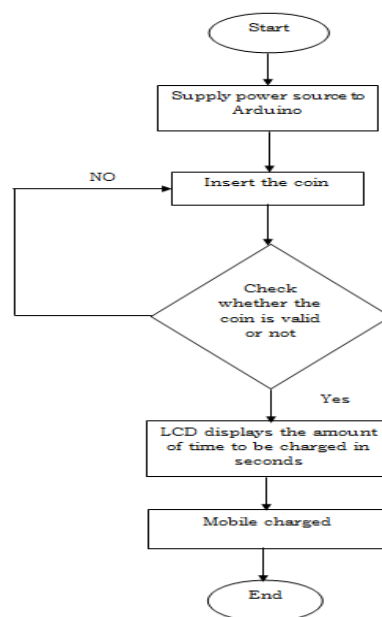 Start
Supply power source to
Arduino
NO
Insert the coin
Check
whether the
coin is valid
or not
Yes
LCD displays the amount
of time to be charged in
seconds
Mobile charged
End